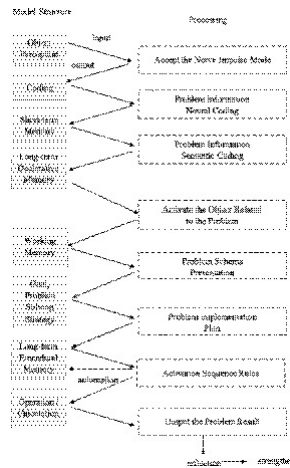 Model Structure
Processing
Object
Perception
input
output
Accept the Nerve Impulse Mode
Coding
Problem Information
Neural Coding
Short-term
Memory
Problem Information
Semantic Coding
Long-term
Declarative
Memory
Activate the Object Related
to the Problem
Working
Memory
Problem Schema
Presentation
Goal,
Problem
Solving
Strategy
Problem Implementation
Plan
Long-term
Procedural
Memory
automation
Activation Sequence Rules
Operation /
Output the Problem Result
strengthen